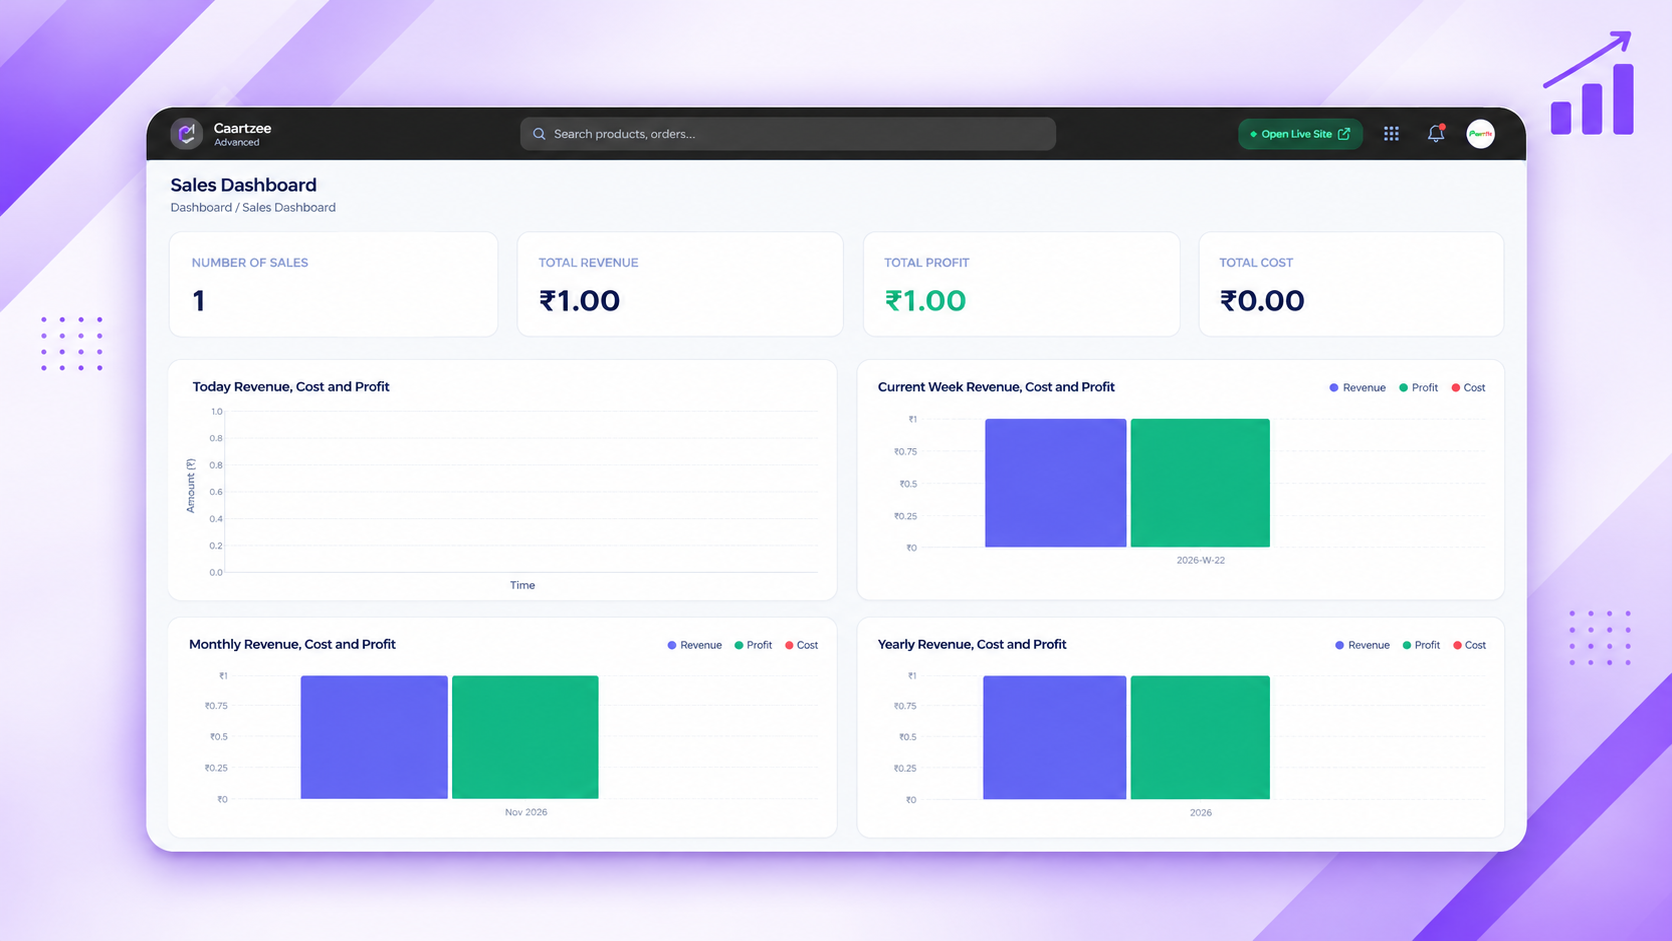 Caartzee
Advanced
Search products, orders...
Open Live Site
Sales Dashboard
Dashboard / Sales Dashboard
NUMBER OF SALES
1
TOTAL REVENUE
₹1.00
TOTAL PROFIT
₹1.00
TOTAL COST
₹0.00
Today Revenue, Cost and Profit
Amount (₹)
1.0
0.8
0.8
0.6
0.4
0.2
0.0
Time
Current Week Revenue, Cost and Profit
Revenue Profit Cost
₹1
₹0.75
₹0.5
₹0.25
₹0
2026-W-22
Monthly Revenue, Cost and Profit
Revenue Profit Cost
₹1
₹0.75
₹0.5
₹0.25
₹0
Nov 2026
Yearly Revenue, Cost and Profit
Revenue Profit Cost
₹1
₹0.75
₹0.5
₹0.25
₹0
2026